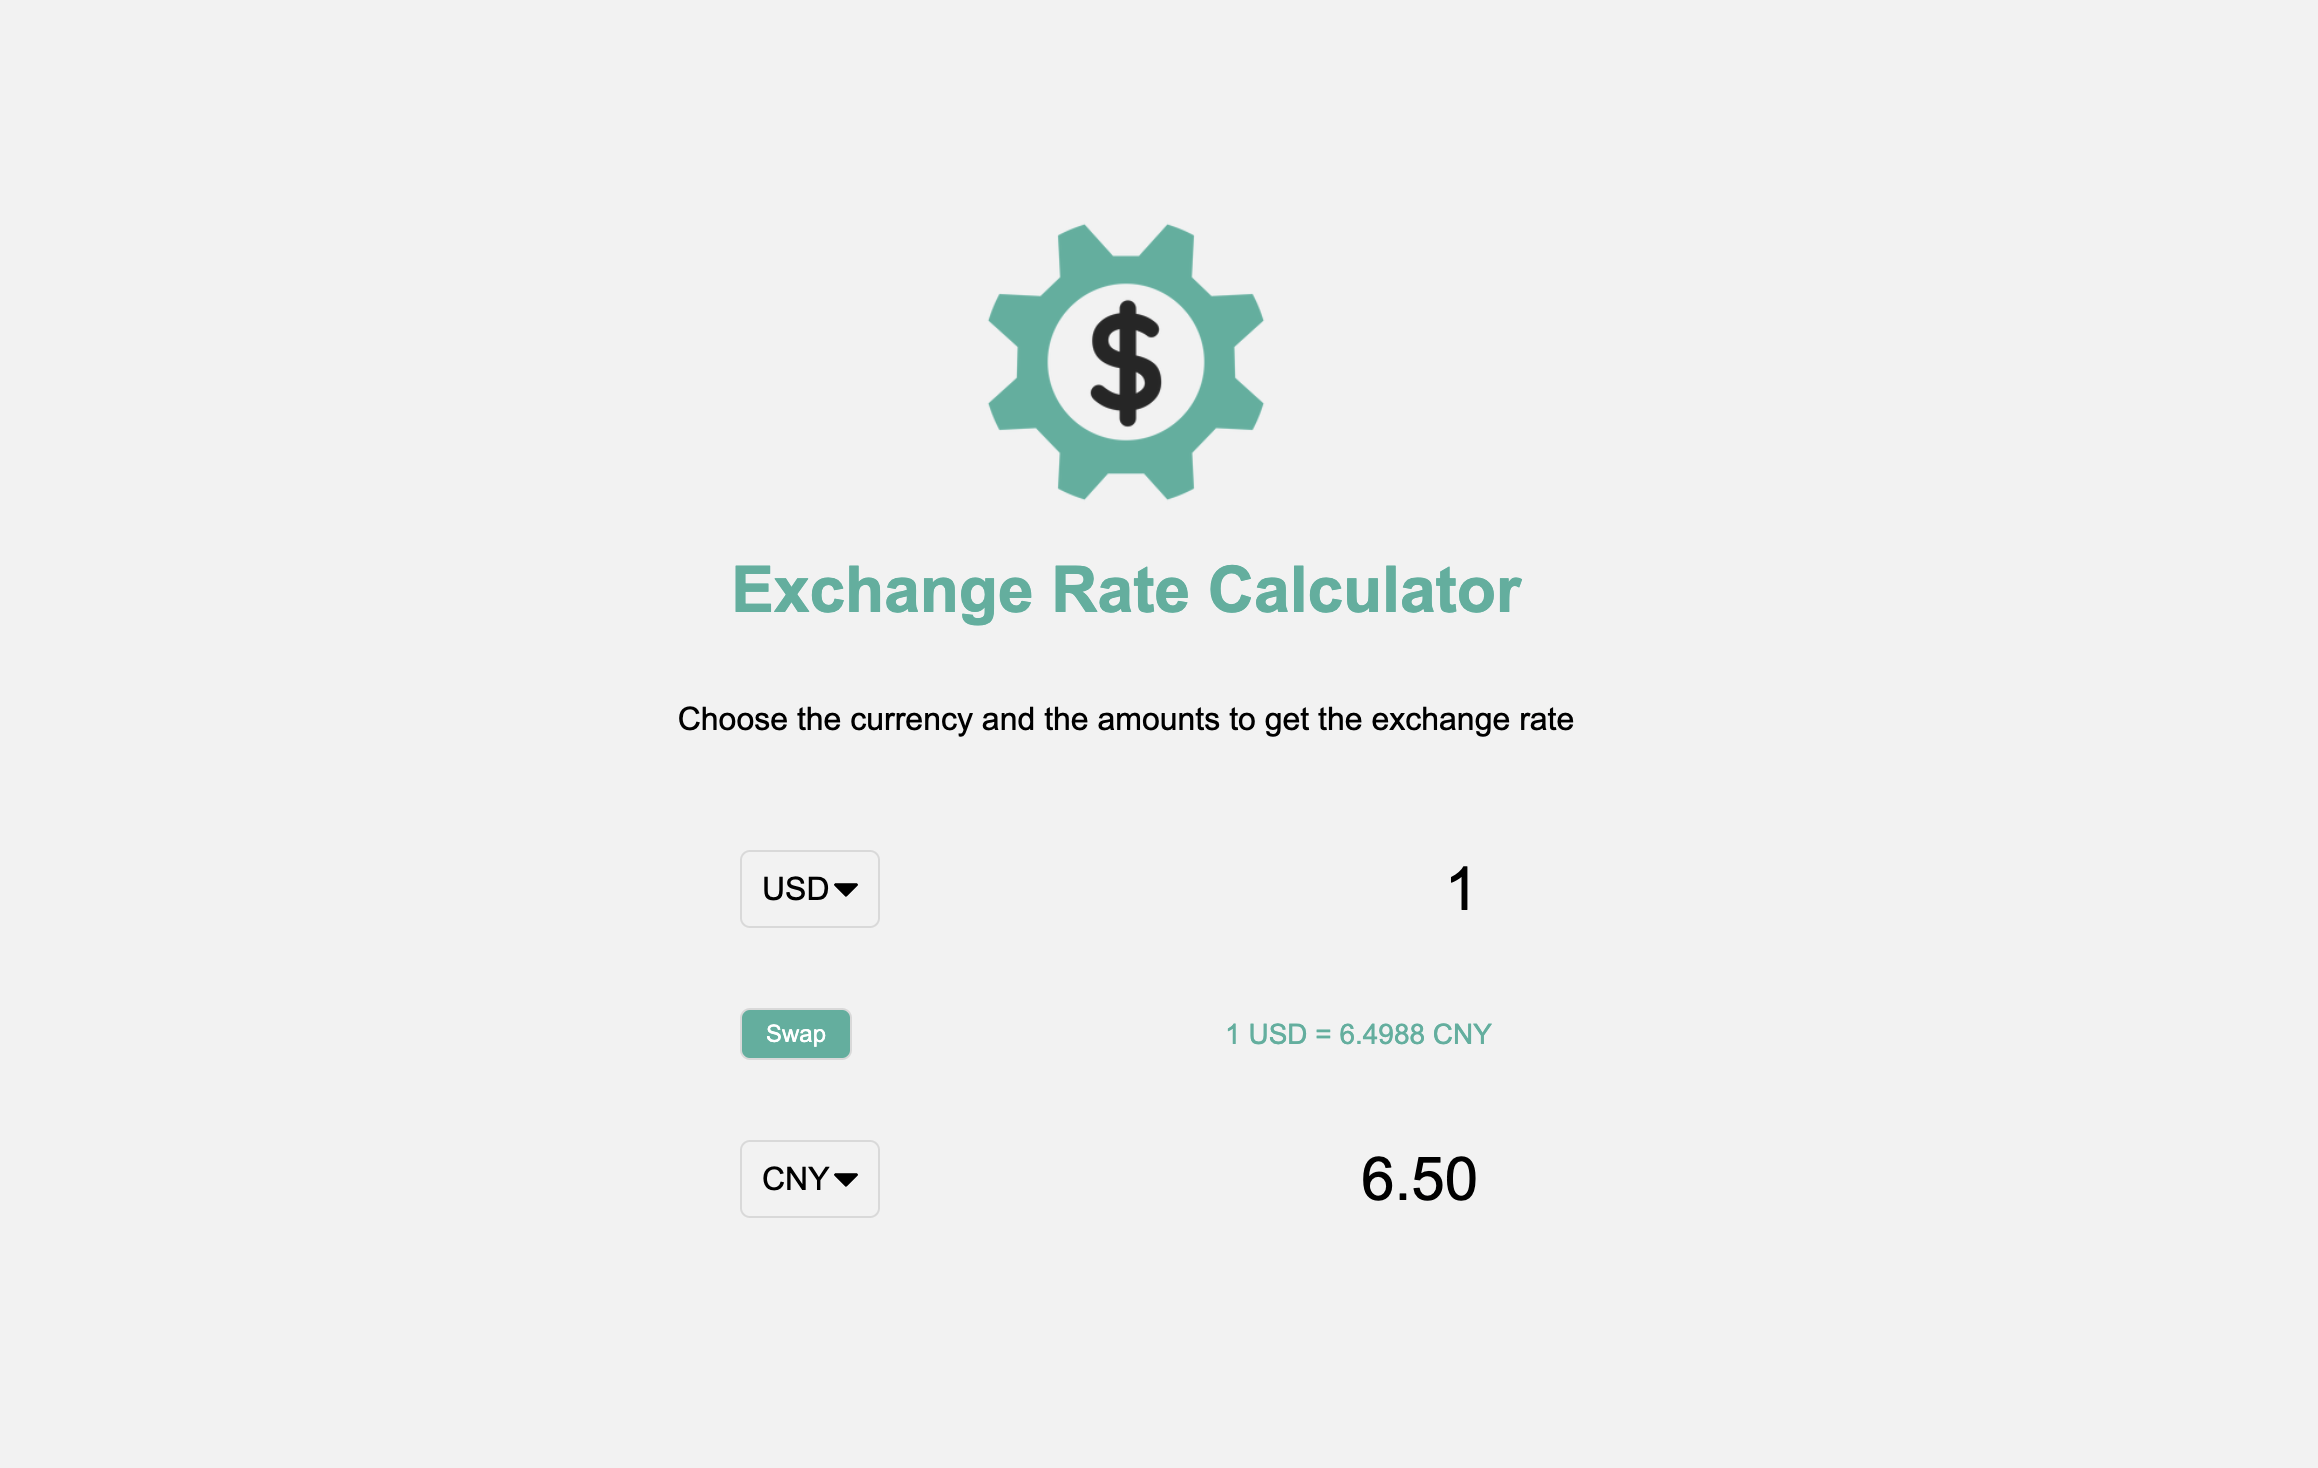 $
Exchange Rate Calculator
Choose the currency and the amounts to get the exchange rate
USD 1
Swap 1 USD = 6.4988 CNY
CNY 6.50